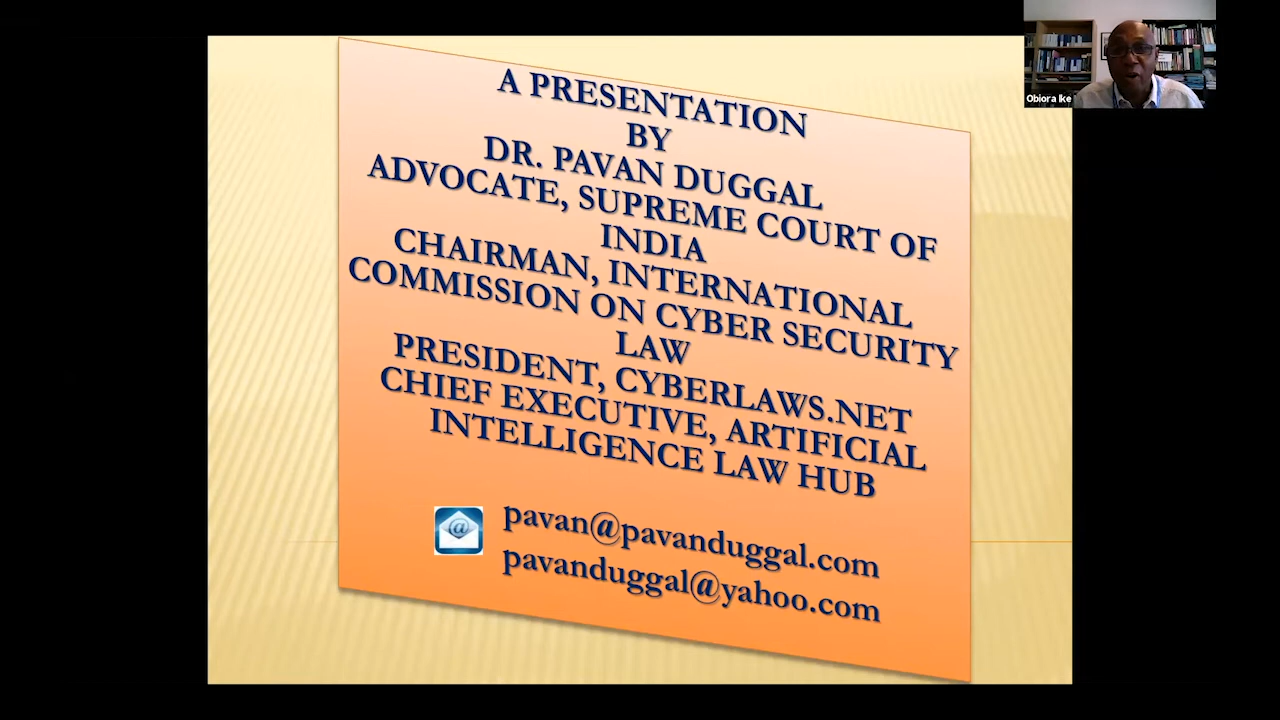 A PRESENTATION
BY
DR. PAVAN DUGGAL
ADVOCATE, SUPREME COURT OF
INDIA
CHAIRMAN, INTERNATIONAL
COMMISSION ON CYBER SECURITY
LAW
PRESIDENT, CYBERLAWS.NET
CHIEF EXECUTIVE, ARTIFICIAL
INTELLIGENCE LAW HUB
@
pavan@pavanduggal.com
pavanduggal@yahoo.com
Obiora Ike